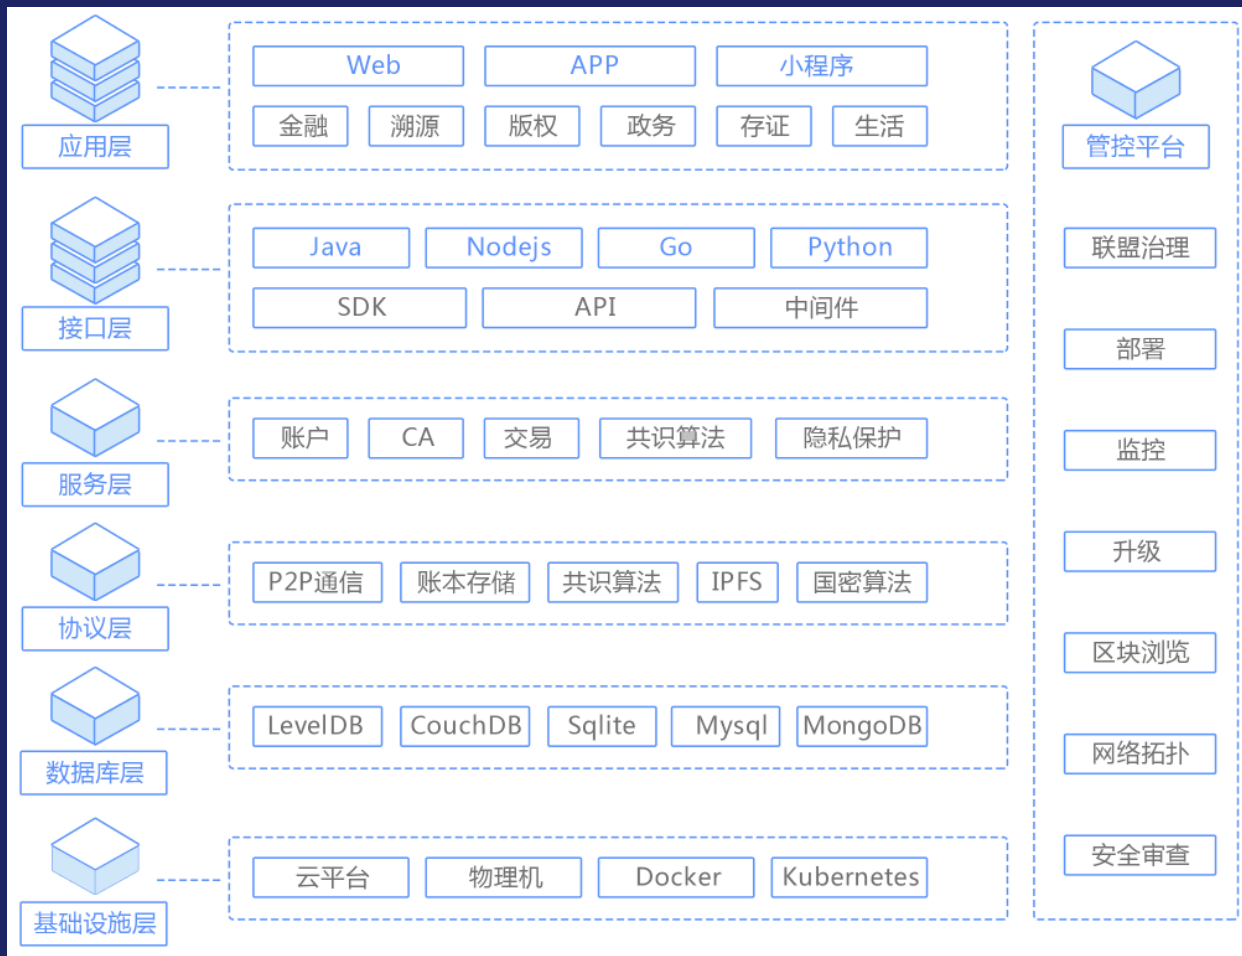 Web APP 小程序
金融 溯源 版权 政务 存证 生活
应用层
Java Nodejs Go Python
SDK API 中间件
接口层
账户 CA 交易 共识算法 隐私保护
服务层
P2P通信 账本存储 共识算法 IPFS 国密算法
协议层
LevelDB CouchDB Sqlite Mysql MongoDB
数据库层
云平台 物理机 Docker Kubernetes
基础设施层
管控平台
联盟治理
部署
监控
升级
区块浏览
网络拓扑
安全审查